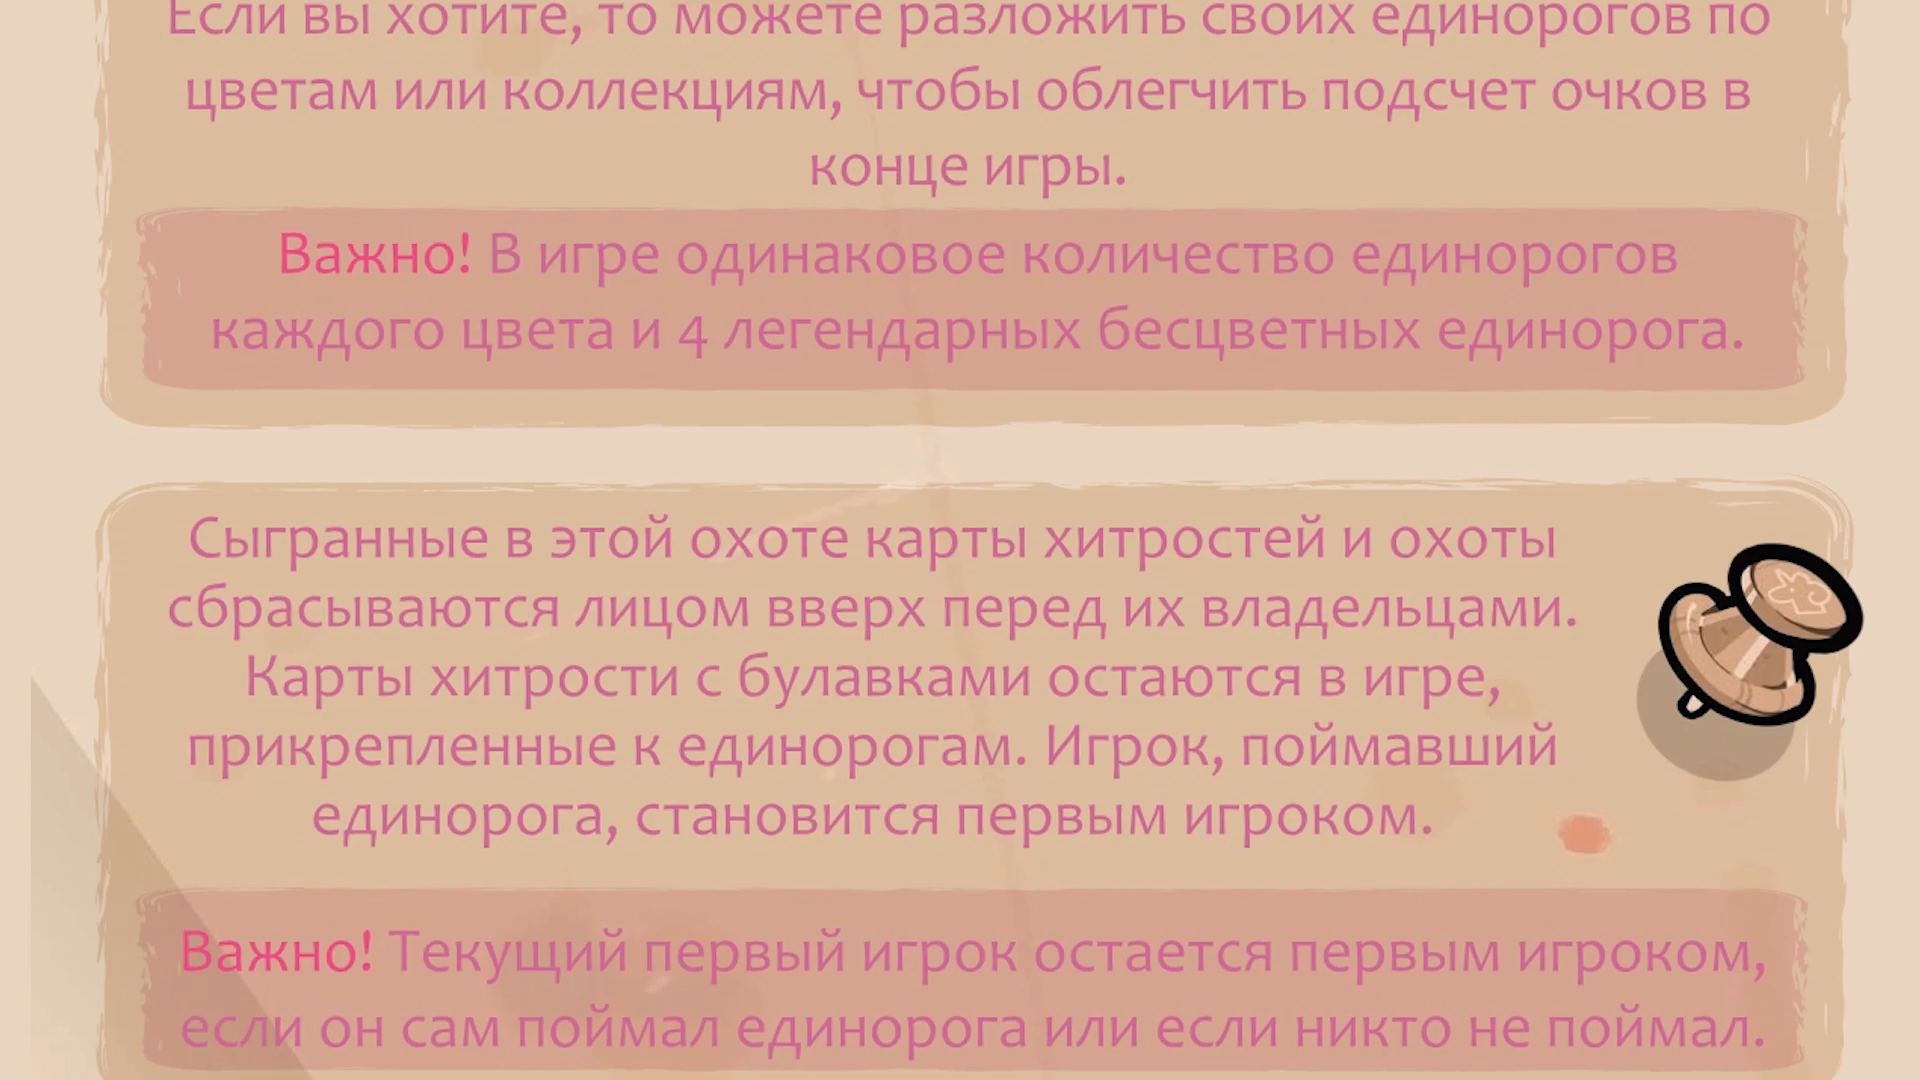 Если вы хотите, то можете разложить своих единорогов по
цветам или коллекциям, чтобы облегчить подсчет очков в
конце игры.
Важно! В игре одинаковое количество единорогов
каждого цвета и 4 легендарных бесцветных единорога.
Сыгранные в этой охоте карты хитростей и охоты
сбрасываются лицом вверх перед их владельцами.
Карты хитрости с булавками остаются в игре,
прикрепленные к единорогам. Игрок, поймавший
единорога, становится первым игроком.
Важно! Текущий первый игрок остается первым игроком,
если он сам поймал единорога или если никто не поймал.